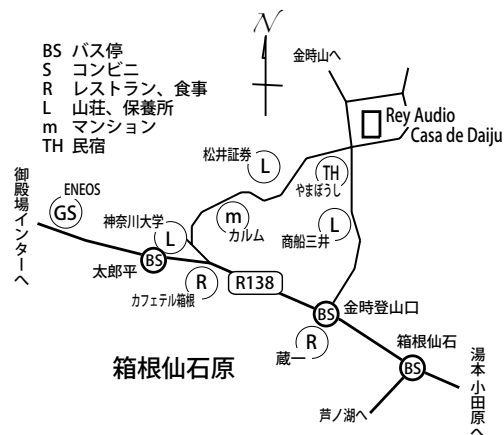 N
BS バス停
S コンビニ
R レストラン、食事
L 山荘、保養所
m マンション
TH 民宿
金時山へ
Rey Audio
Casa de Daiju
松井証券
L
TH
やまぼうし
御殿場インターへ
ENEOS
GS
神奈川大学
L
m
カルム
商船三井
L
太郎平
BS
カフェテル箱根
R
R138
BS
金時登山口
R
蔵一
箱根仙石
BS
箱根仙石原
芦ノ湖へ
湯本 小田原へ